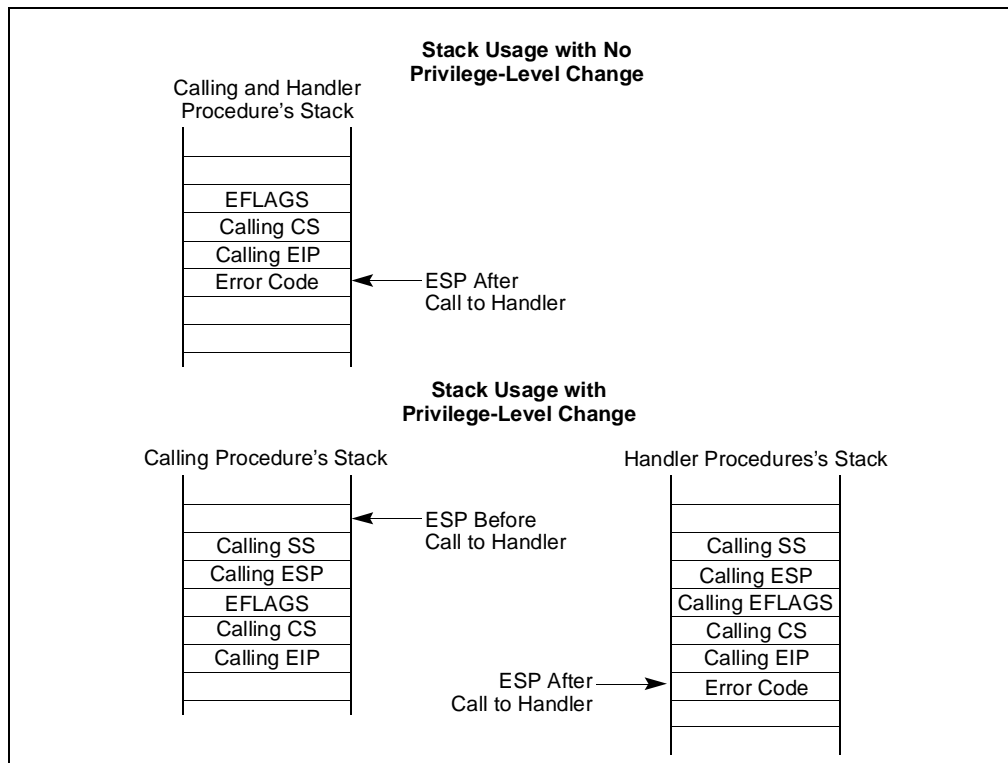 Stack Usage with No
Privilege-Level Change
Calling and Handler
Procedure's Stack
EFLAGS
Calling CS
Calling EIP
Error Code
ESP After
Call to Handler
Stack Usage with
Privilege-Level Change
Calling Procedure's Stack
ESP Before
Call to Handler
Calling SS
Calling ESP
EFLAGS
Calling CS
Calling EIP
Handler Procedures's Stack
Calling SS
Calling ESP
Calling EFLAGS
Calling CS
Calling EIP
Error Code
ESP After
Call to Handler